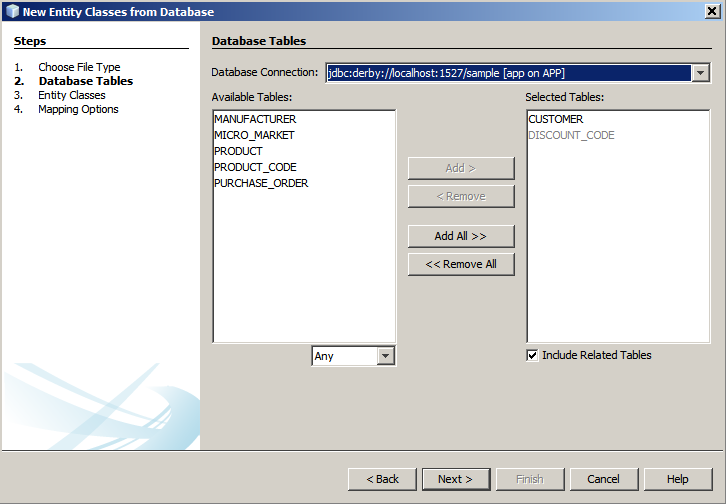 New Entity Classes from Database
Steps
1. Choose File Type
2. Database Tables
3. Entity Classes
4. Mapping Options
Database Tables
Database Connection: jdbc:derby://localhost:1527/sample [app on APP]
Available Tables:
MANUFACTURER
MICRO_MARKET
PRODUCT
PRODUCT_CODE
PURCHASE_ORDER
Any
Add >
< Remove
Add All >>
<< Remove All
Selected Tables:
CUSTOMER
DISCOUNT_CODE
Include Related Tables
< Back Next > Finish Cancel Help